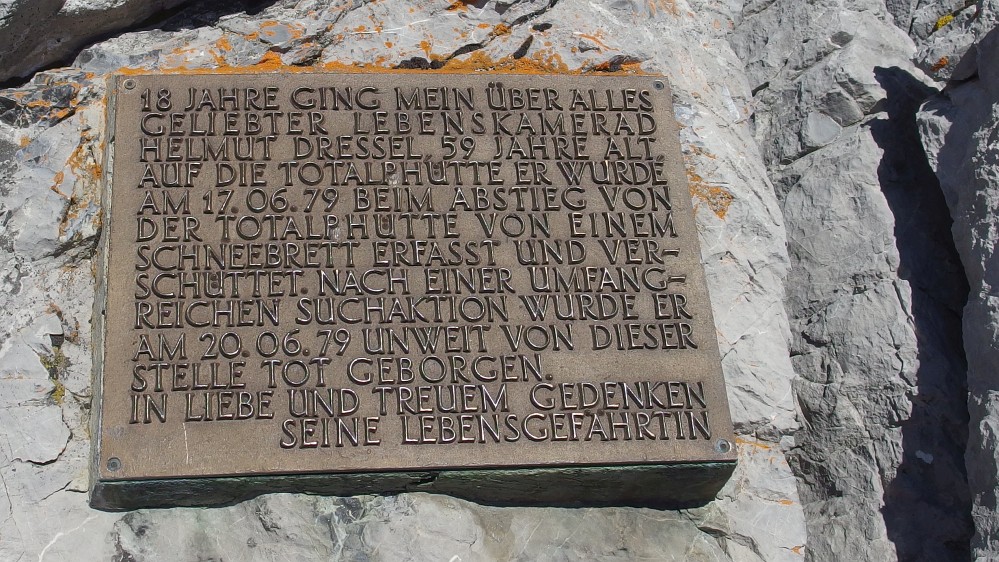 18 JAHRE GING MEIN ÜBER ALLES
GELIEBTER LEBENSKAMERAD
HELMUT DRESSEL, 59 JAHRE ALT,
AUF DIE TOTALPHÜTTE. ER WURDE
AM 17.06.79 BEIM ABSTIEG VON
DER TOTALPHÜTTE VON EINEM
SCHNEEBRETT ERFASST UND VER-
SCHÜTTET. NACH EINER UMFANG-
REICHEN SUCHAKTION WURDE ER
AM 20.06.79 UNWEIT VON DIESER
STELLE TOT GEBORGEN.
IN LIEBE UND TREUEM GEDENKEN
SEINE LEBENSGEFÄHRTIN